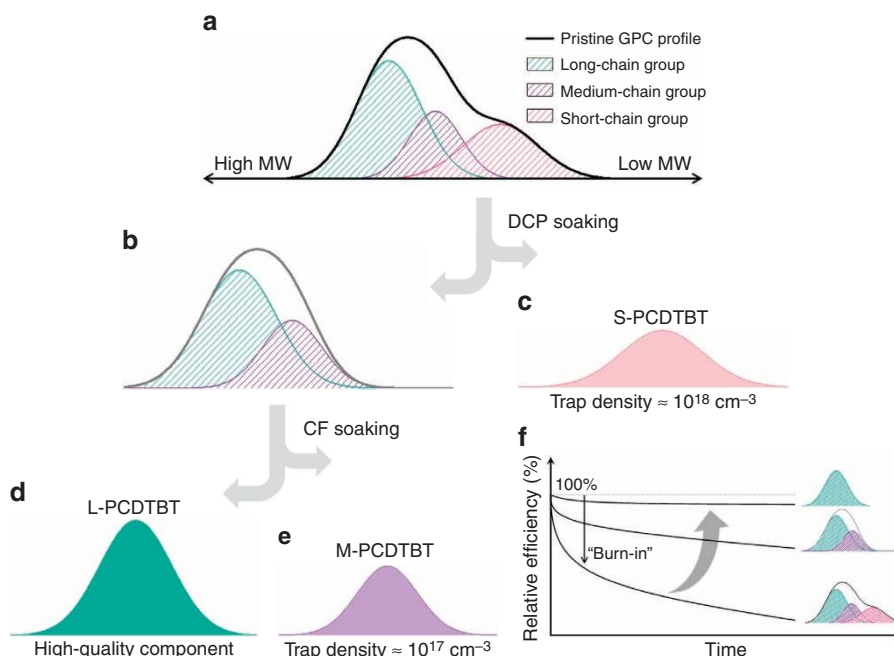 a
Pristine GPC profile
Long-chain group
Medium-chain group
Short-chain group
High MW
Low MW
DCP soaking
b
c
S-PCDTBT
Trap density ≈ 10¹⁸ cm⁻³
CF soaking
d
L-PCDTBT
High-quality component
e
M-PCDTBT
Trap density ≈ 10¹⁷ cm⁻³
f
Relative efficiency (%)
100%
“Burn-in”
Time